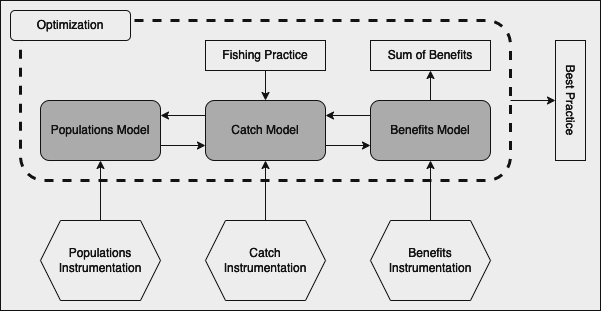 Optimization
Fishing Practice
Sum of Benefits
Best Practice
Populations Model
Catch Model
Benefits Model
Populations
Instrumentation
Catch
Instrumentation
Benefits
Instrumentation